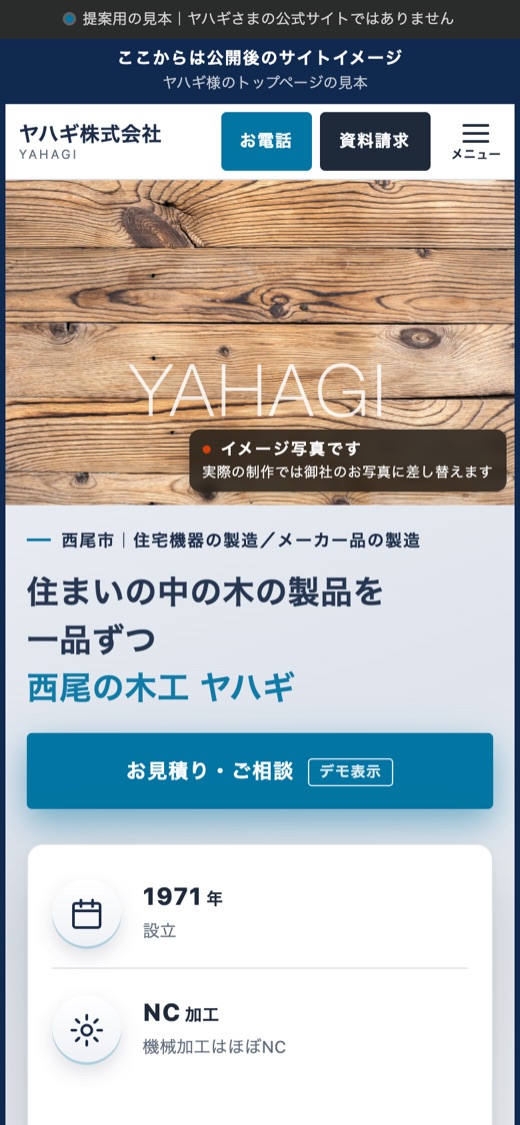 提案用の見本｜ヤハギさまの公式サイトではありません
ここからは公開後のサイトイメージ
ヤハギ様のトップページの見本
ヤハギ株式会社
YAHAGI
お電話
資料請求
メニュー
YAHAGI
イメージ写真です
実際の制作では御社のお写真に差し替えます
西尾市｜住宅機器の製造／メーカー品の製造
住まいの中の木の製品を
一品ずつ
西尾の木工 ヤハギ
お見積り・ご相談 デモ表示
1971年
設立
NC加工
機械加工はほぼNC